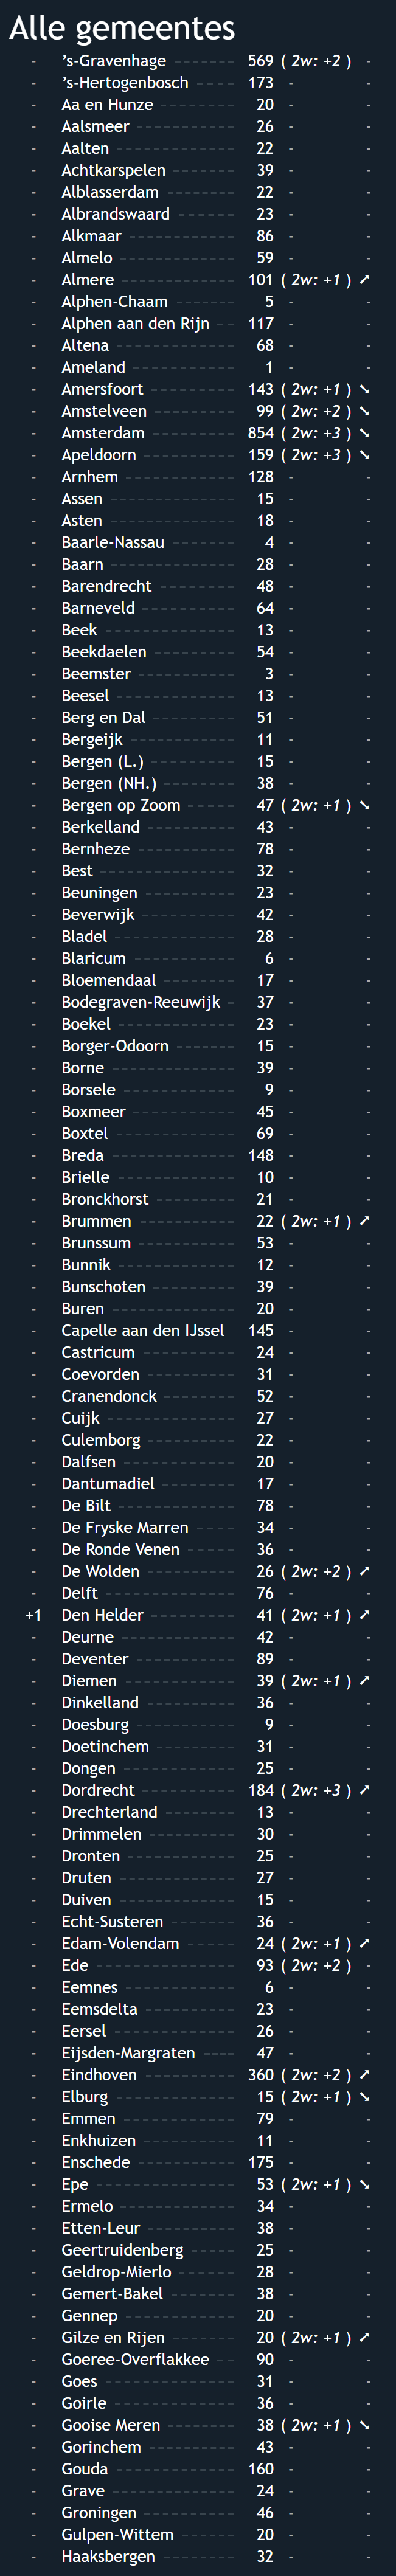 Alle gemeentes
- ’s-Gravenhage ------- 569 ( 2w: +2 ) -
- ’s-Hertogenbosch ----- 173 - -
- Aa en Hunze --------- 20 - -
- Aalsmeer ----------- 26 - -
- Aalten ------------- 22 - -
- Achtkarspelen -------- 39 - -
- Alblasserdam -------- 22 - -
- Albrandswaard ------- 23 - -
- Alkmaar ------------ 86 - -
- Almelo ------------- 59 - -
- Almere ------------- 101 ( 2w: +1 ) ➚
- Alphen-Chaam ------- 5 - -
- Alphen aan den Rijn -- 117 - -
- Altena ------------- 68 - -
- Ameland ----------- 1 - -
- Amersfoort ---------- 143 ( 2w: +1 ) ➘
- Amstelveen ---------- 99 ( 2w: +2 ) ➘
- Amsterdam ---------- 854 ( 2w: +3 ) ➘
- Apeldoorn ----------- 159 ( 2w: +3 ) ➘
- Arnhem ------------ 128 - -
- Assen -------------- 15 - -
- Asten -------------- 18 - -
- Baarle-Nassau -------- 4 - -
- Baarn -------------- 28 - -
- Barendrecht --------- 48 - -
- Barneveld ----------- 64 - -
- Beek -------------- 13 - -
- Beekdaelen ---------- 54 - -
- Beemster ----------- 3 - -
- Beesel ------------- 13 - -
- Berg en Dal ---------- 51 - -
- Bergeijk ------------ 11 - -
- Bergen (L.) ---------- 15 - -
- Bergen (NH.) --------- 38 - -
- Bergen op Zoom ------ 47 ( 2w: +1 ) ➘
- Berkelland ---------- 43 - -
- Bernheze ----------- 78 - -
- Best --------------- 32 - -
- Beuningen ----------- 23 - -
- Beverwijk ----------- 42 - -
- Bladel ------------- 28 - -
- Blaricum ------------ 6 - -
- Bloemendaal -------- 17 - -
- Bodegraven-Reeuwijk - 37 - -
- Boekel ------------- 23 - -
- Borger-Odoorn ------- 15 - -
- Borne -------------- 39 - -
- Borsele ------------- 9 - -
- Boxmeer ------------ 45 - -
- Boxtel ------------- 69 - -
- Breda -------------- 148 - -
- Brielle ------------- 10 - -
- Bronckhorst ---------- 21 - -
- Brummen ----------- 22 ( 2w: +1 ) ➚
- Brunssum ----------- 53 - -
- Bunnik ------------- 12 - -
- Bunschoten ---------- 39 - -
- Buren -------------- 20 - -
- Capelle aan den IJssel 145 - -
- Castricum ----------- 24 - -
- Coevorden ---------- 31 - -
- Cranendonck -------- 52 - -
- Cuijk -------------- 27 - -
- Culemborg ---------- 22 - -
- Dalfsen ------------ 20 - -
- Dantumadiel -------- 17 - -
- De Bilt ------------- 78 - -
- De Fryske Marren ---- 34 - -
- De Ronde Venen ------ 36 - -
- De Wolden ---------- 26 ( 2w: +2 ) ➚
- Delft -------------- 76 - -
+1 Den Helder ---------- 41 ( 2w: +1 ) ➚
- Deurne ------------ 42 - -
- Deventer ----------- 89 - -
- Diemen ------------ 39 ( 2w: +1 ) ➚
- Dinkelland ---------- 36 - -
- Doesburg ----------- 9 - -
- Doetinchem --------- 31 - -
- Dongen ------------ 25 - -
- Dordrecht ----------- 184 ( 2w: +3 ) ➚
- Drechterland --------- 13 - -
- Drimmelen ---------- 30 - -
- Dronten ------------ 25 - -
- Druten ------------- 27 - -
- Duiven ------------- 15 - -
- Echt-Susteren -------- 36 - -
- Edam-Volendam ------ 24 ( 2w: +1 ) ➚
- Ede --------------- 93 ( 2w: +2 ) -
- Eemnes ------------ 6 - -
- Eemsdelta ----------- 23 - -
- Eersel ------------- 26 - -
- Eijsden-Margraten ---- 47 - -
- Eindhoven ----------- 360 ( 2w: +2 ) ➚
- Elburg ------------- 15 ( 2w: +1 ) ➘
- Emmen ------------ 79 - -
- Enkhuizen ----------- 11 - -
- Enschede ----------- 175 - -
- Epe --------------- 53 ( 2w: +1 ) ➘
- Ermelo ------------- 34 - -
- Etten-Leur ---------- 38 - -
- Geertruidenberg ----- 25 - -
- Geldrop-Mierlo ------- 28 - -
- Gemert-Bakel -------- 38 - -
- Gennep ------------ 20 - -
- Gilze en Rijen -------- 20 ( 2w: +1 ) ➚
- Goeree-Overflakkee -- 90 - -
- Goes -------------- 31 - -
- Goirle ------------- 36 - -
- Gooise Meren -------- 38 ( 2w: +1 ) ➘
- Gorinchem ---------- 43 - -
- Gouda ------------- 160 - -
- Grave -------------- 24 - -
- Groningen ----------- 46 - -
- Gulpen-Wittem ------- 20 - -
- Haaksbergen -------- 32 - -